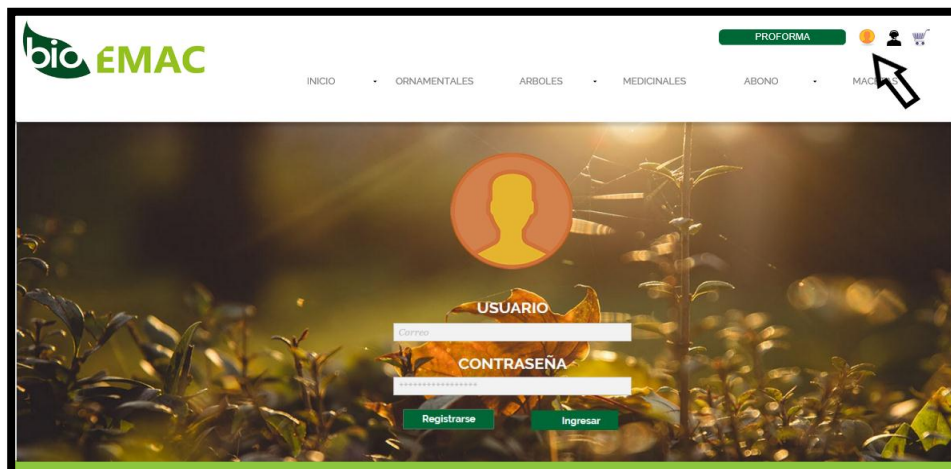 bio EMAC
PROFORMA
INICIO - ORNAMENTALES ARBOLES - MEDICINALES ABONO -
USUARIO
Correo
CONTRASEÑA
*****************
Registrarse Ingresar